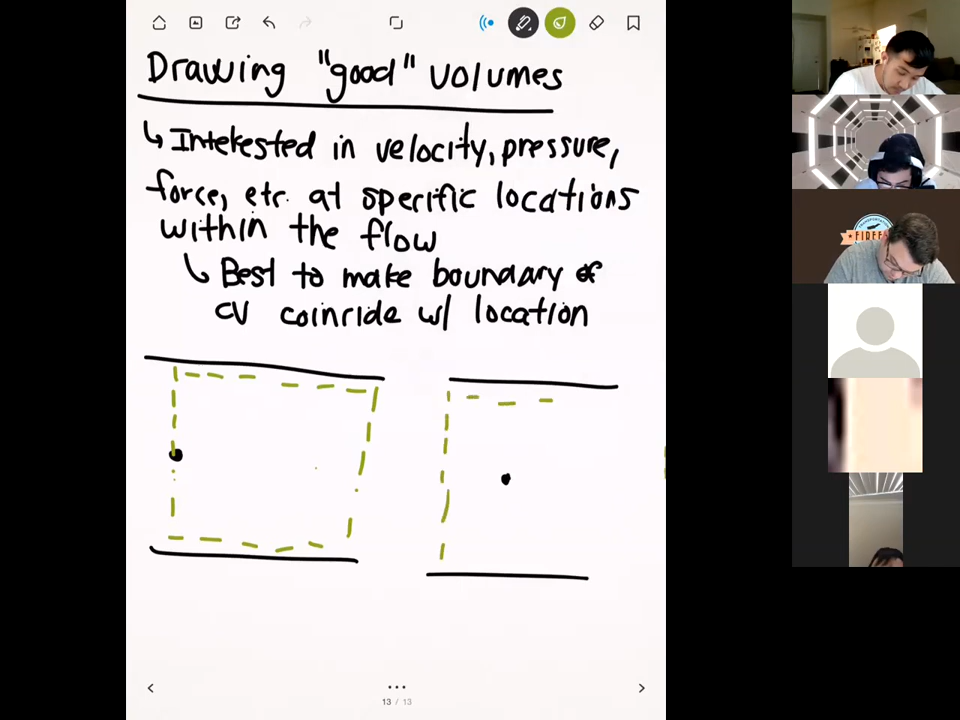 Drawing "good" volumes
↳ Interested in velocity, pressure,
force, etc. at specific locations
within the flow
↳ Best to make boundary of
CV coincide w/ location
13 / 13